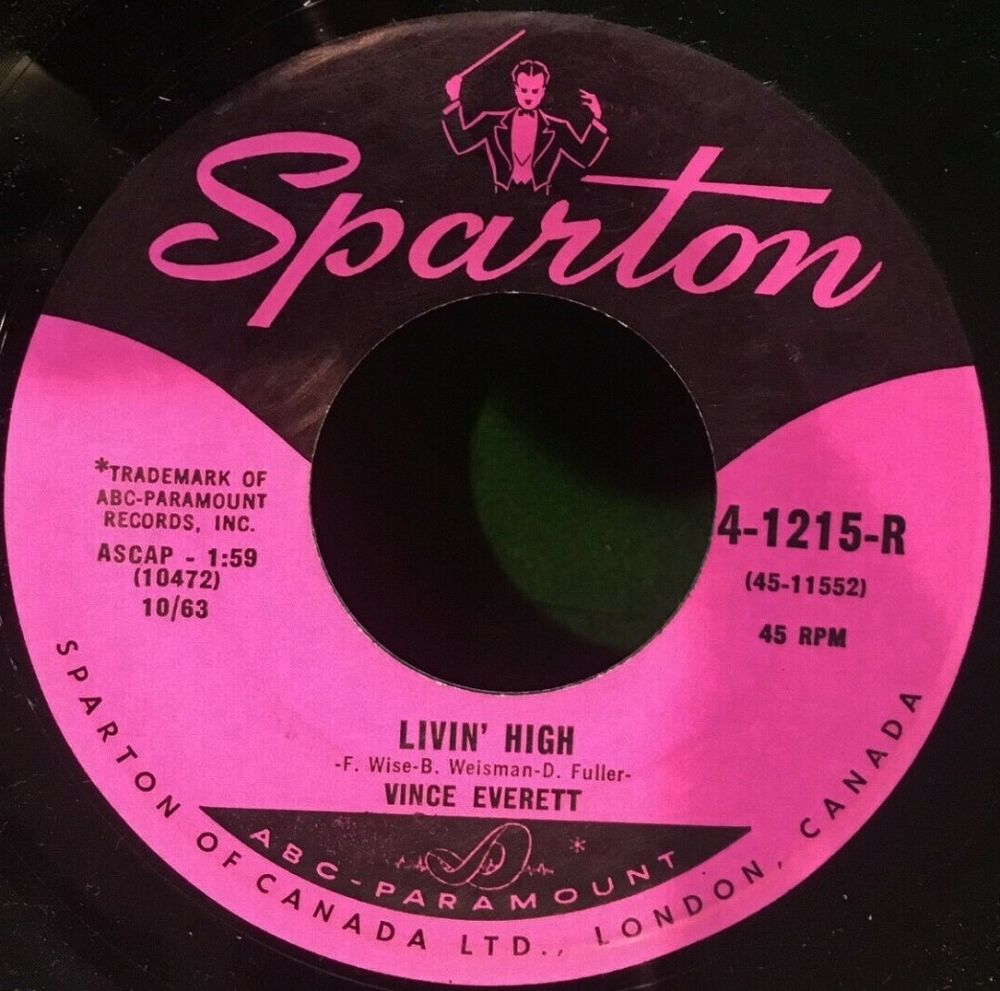 Sparton
*TRADEMARK OF
ABC-PARAMOUNT
RECORDS, INC.
ASCAP - 1:59
(10472)
10/63
4-1215-R
(45-11552)
45 RPM
LIVIN' HIGH
-F. Wise-B. Weisman-D. Fuller-
VINCE EVERETT
*
ABC-PARAMOUNT
SPARTON OF CANADA LTD., LONDON, CANADA